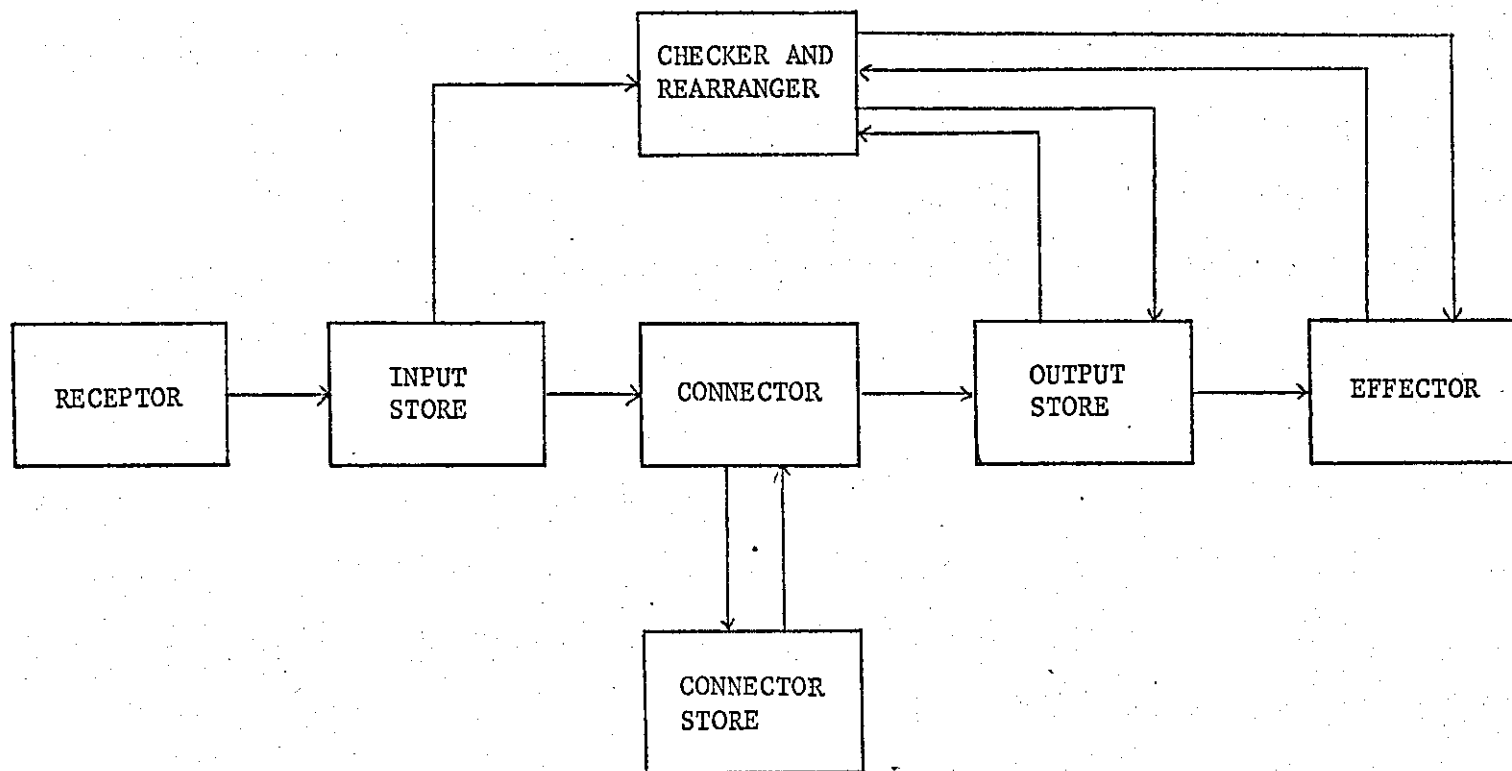 CHECKER AND
REARRANGER
RECEPTOR
INPUT
STORE
CONNECTOR
OUTPUT
STORE
EFFECTOR
CONNECTOR
STORE